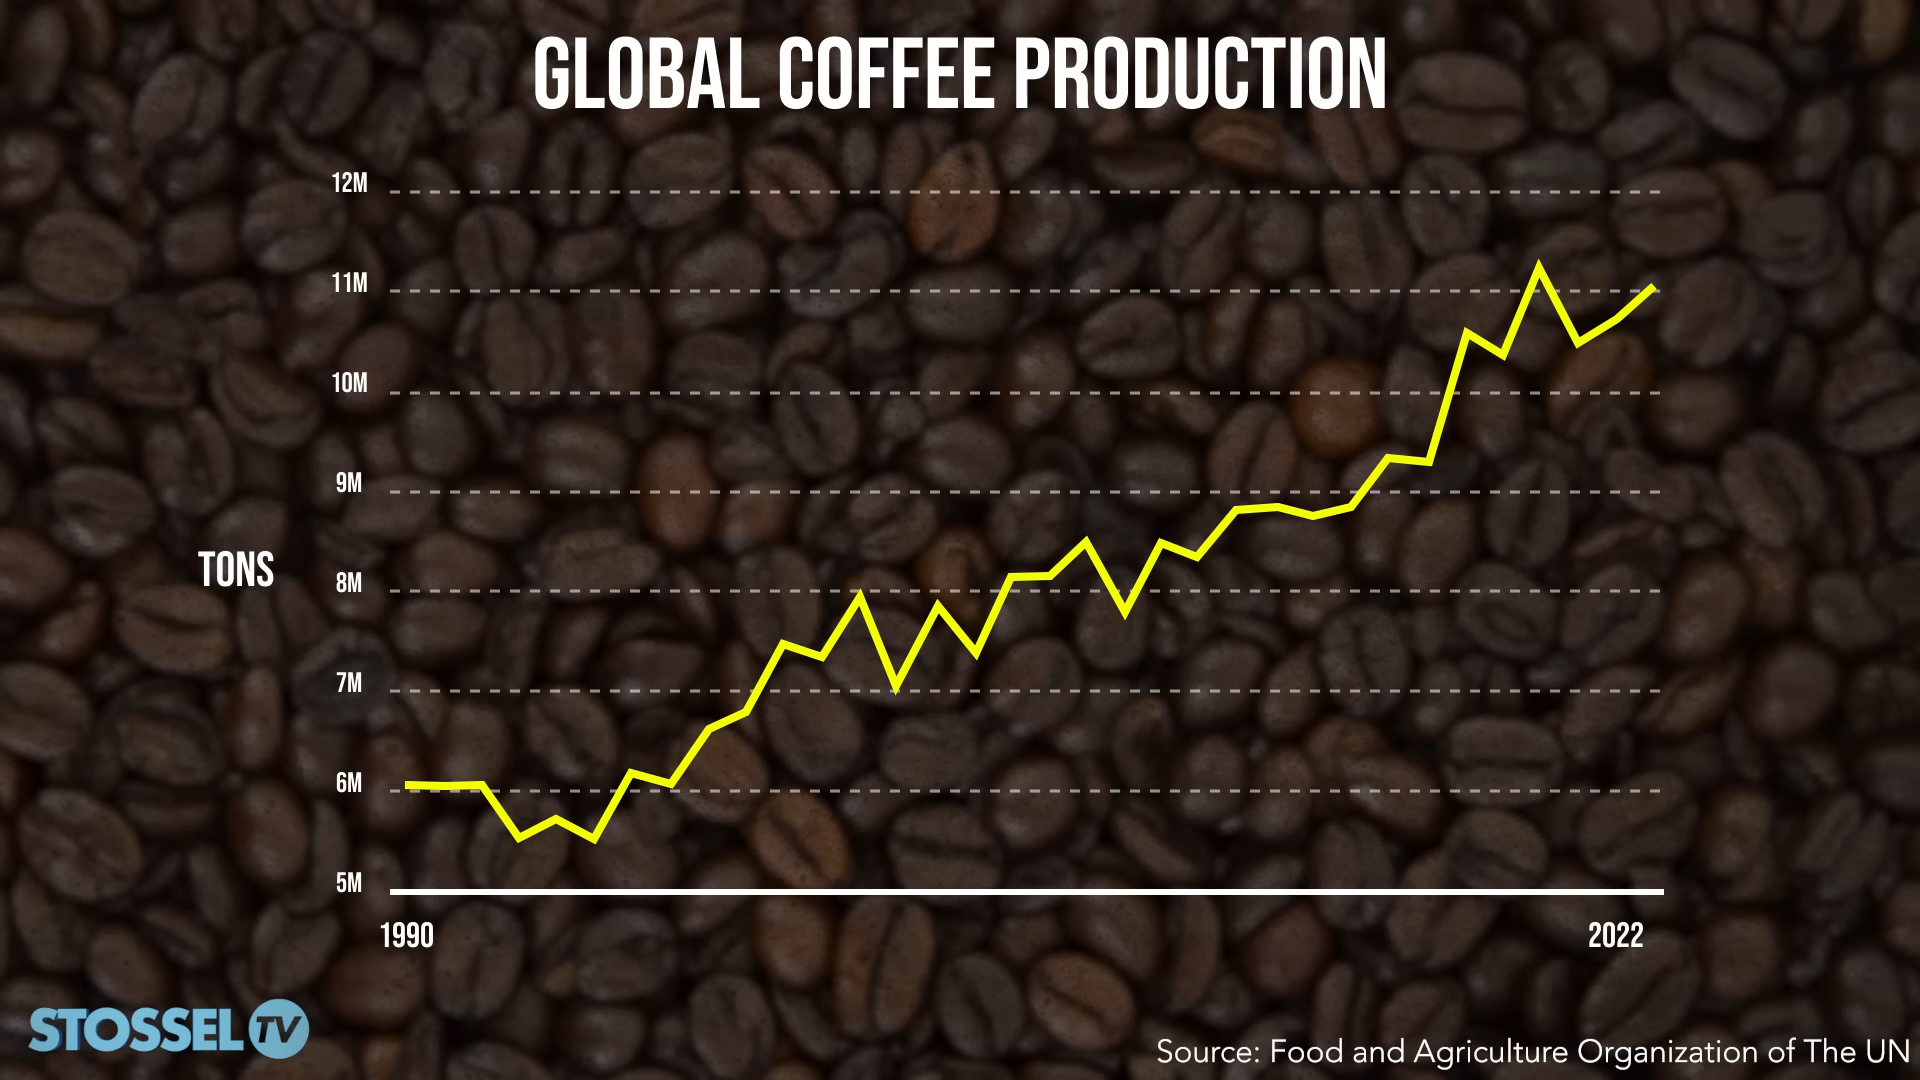 GLOBAL COFFEE PRODUCTION
12M
11M
10M
9M
TONS
8M
7M
6M
5M
1990
2022
STOSSEL TV
Source: Food and Agriculture Organization of The UN